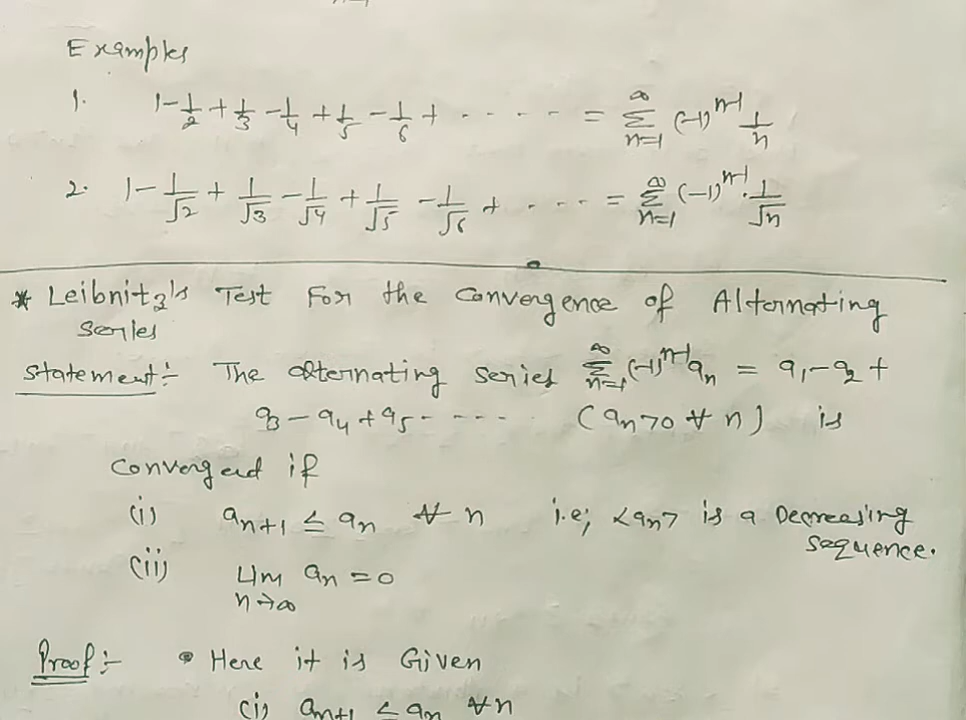 Examples
1. 1 - 1/2 + 1/3 - 1/4 + 1/5 - 1/6 + ..... = ∑_{n=1}^{∞} (-1)^{n-1} 1/n
2. 1 - 1/√2 + 1/√3 - 1/√4 + 1/√5 - 1/√6 + ..... = ∑_{n=1}^{∞} (-1)^{n-1} · 1/√n
* Leibnitz's Test For the Convergence of Alternating
Series
Statement :- The alternating series ∑_{n=1}^{∞} (-1)^{n-1} a_n = a_1 - a_2 +
a_3 - a_4 + a_5 ...... (a_n > 0 ∀ n) is
Convergent if
(i) a_{n+1} ≤ a_n ∀ n i.e; <a_n> is a Decreasing
sequence.
(ii) Lim_{n→∞} a_n = 0
Proof :- • Here it is Given
(i) a_{n+1} ≤ a_n ∀ n